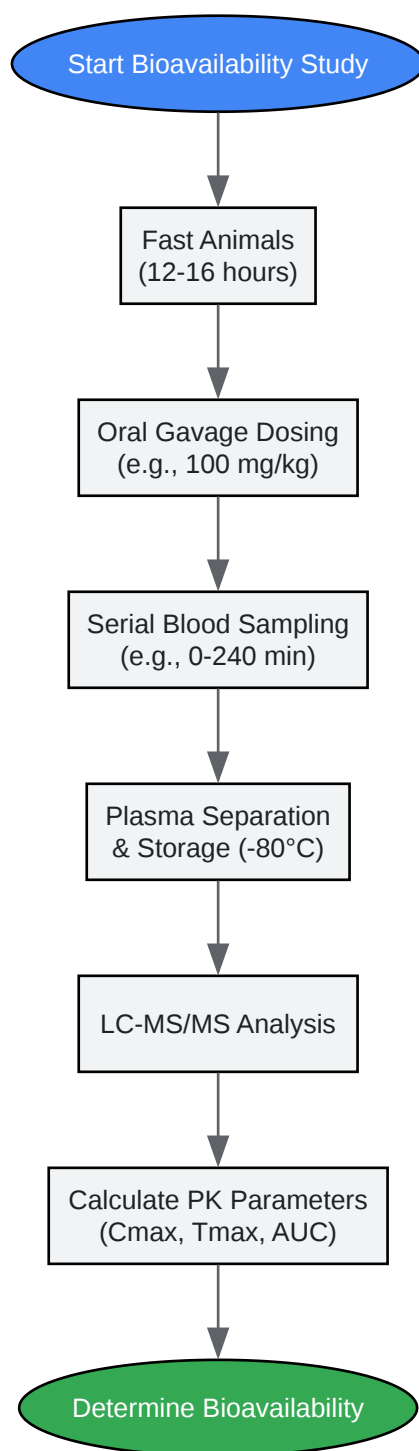 Start Bioavailability Study
Fast Animals
(12-16 hours)
Oral Gavage Dosing
(e.g., 100 mg/kg)
Serial Blood Sampling
(e.g., 0-240 min)
Plasma Separation
& Storage (-80°C)
LC-MS/MS Analysis
Calculate PK Parameters
(Cmax, Tmax, AUC)
Determine Bioavailability